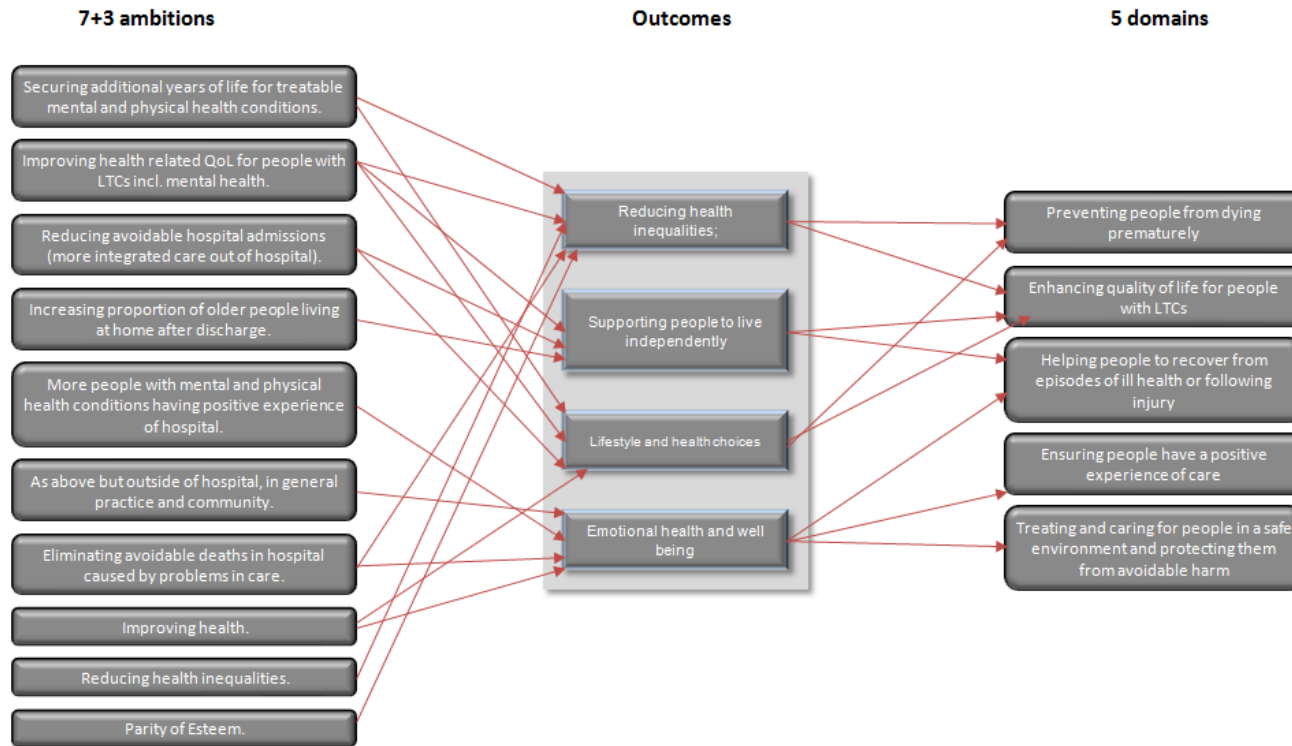 7+3 ambitions
Outcomes
5 domains
Securing additional years of life for treatable
mental and physical health conditions.
Improving health related QoL for people with
LTCs incl. mental health.
Reducing avoidable hospital admissions
(more integrated care out of hospital).
Increasing proportion of older people living
at home after discharge.
More people with mental and physical
health conditions having positive experience
of hospital.
As above but outside of hospital, in general
practice and community.
Eliminating avoidable deaths in hospital
caused by problems in care.
Improving health.
Reducing health inequalities.
Parity of Esteem.
Reducing health
inequalities;
Supporting people to live
independently
Lifestyle and health choices
Emotional health and well
being
Preventing people from dying
prematurely
Enhancing quality of life for people
with LTCs
Helping people to recover from
episodes of ill health or following
injury
Ensuring people have a positive
experience of care
Treating and caring for people in a safe
environment and protecting them
from avoidable harm